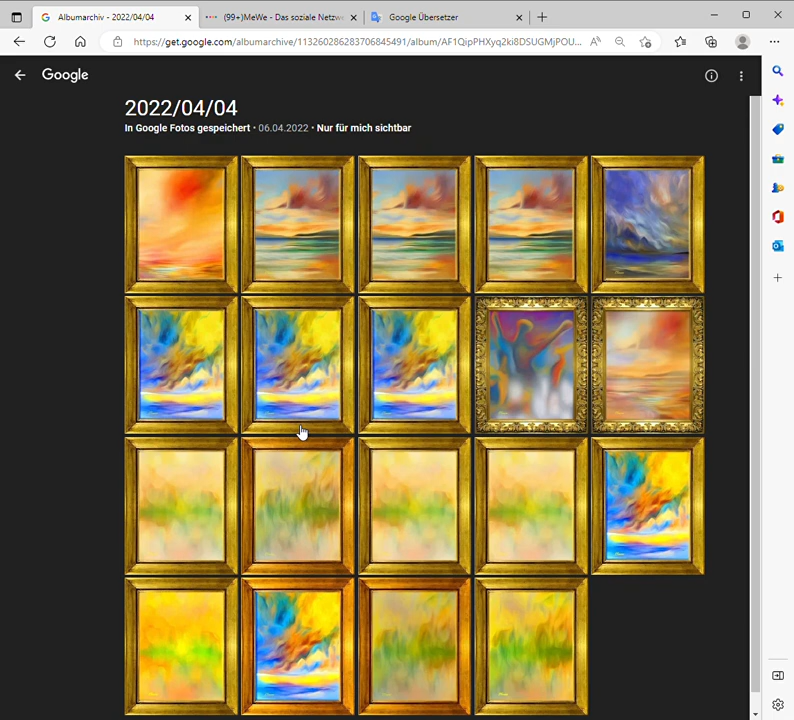 Albumarchiv - 2022/04/04
(99+)MeWe - Das soziale Netzwe
Google Übersetzer
https://get.google.com/albumarchive/113260286283706845491/album/AF1QipPHXyq2ki8DSUGMjPOU...
Google
2022/04/04
In Google Fotos gespeichert • 06.04.2022 • Nur für mich sichtbar